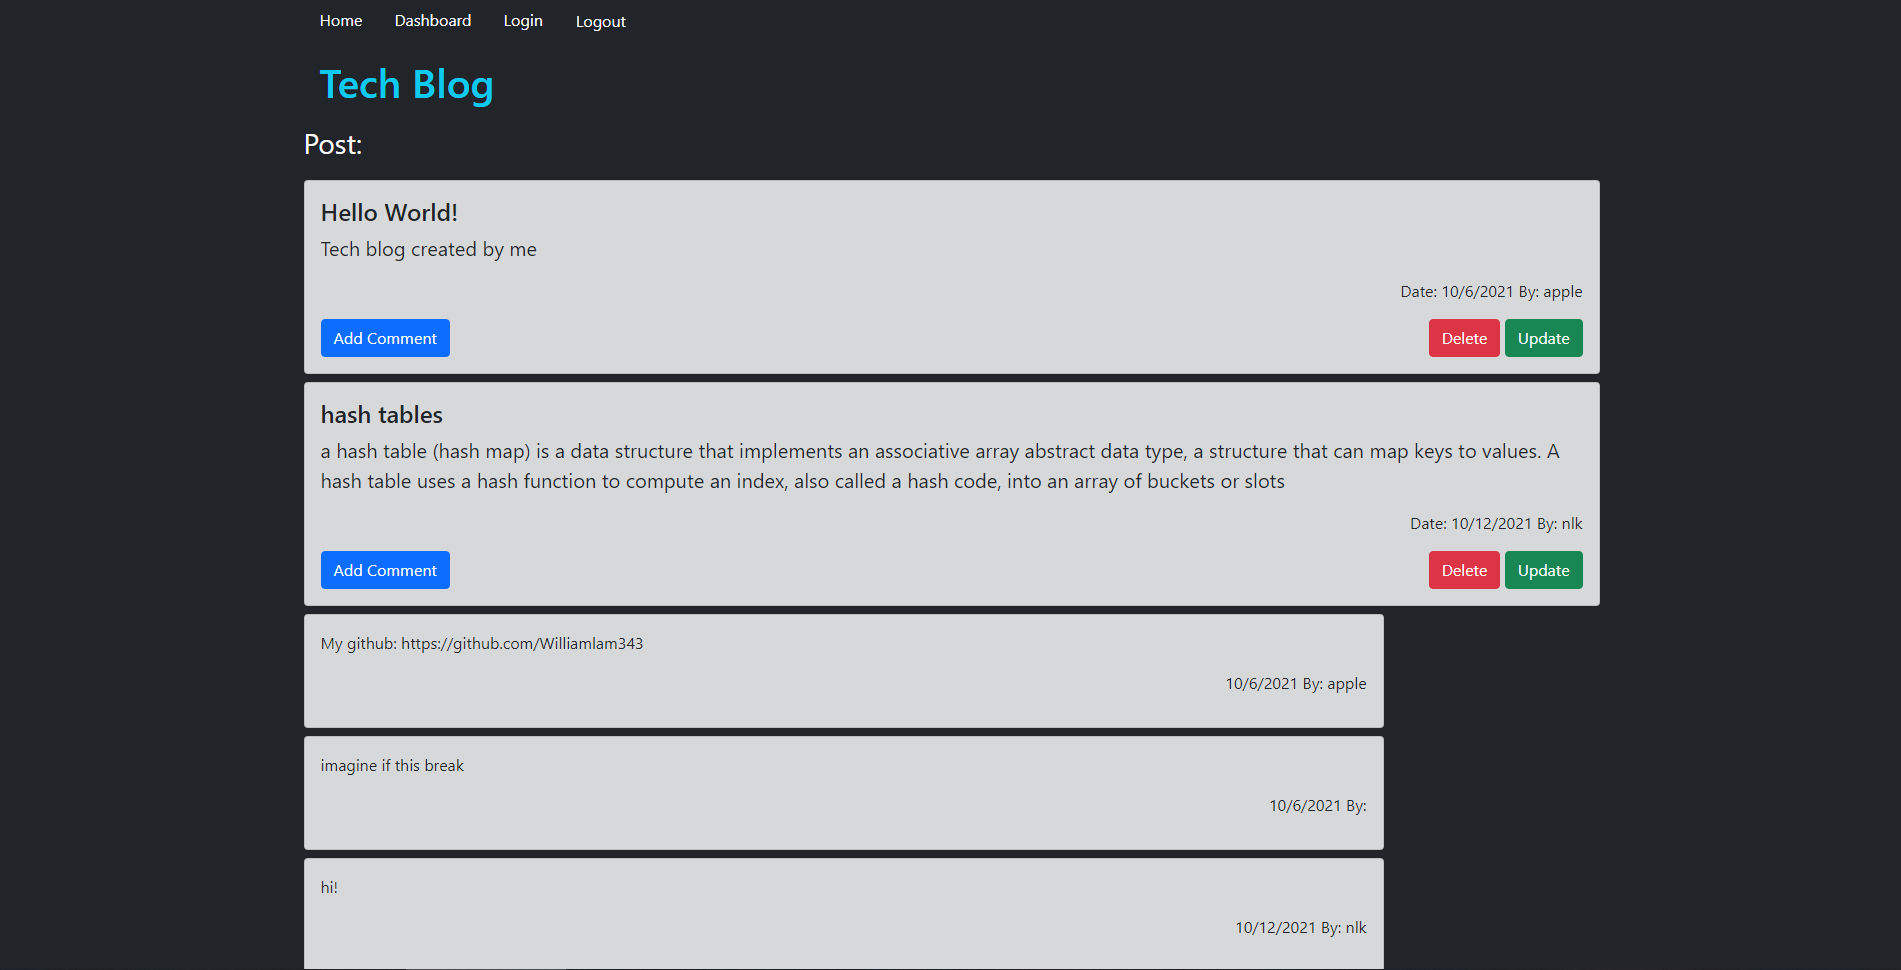 Home Dashboard Login Logout
Tech Blog
Post:
Hello World!
Tech blog created by me
Date: 10/6/2021 By: apple
Add Comment Delete Update
hash tables
a hash table (hash map) is a data structure that implements an associative array abstract data type, a structure that can map keys to values. A
hash table uses a hash function to compute an index, also called a hash code, into an array of buckets or slots
Date: 10/12/2021 By: nlk
Add Comment Delete Update
My github: https://github.com/Williamlam343
10/6/2021 By: apple
imagine if this break
10/6/2021 By:
hi!
10/12/2021 By: nlk